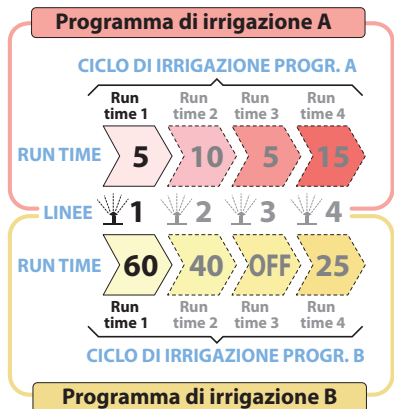 Programma di irrigazione A
CICLO DI IRRIGAZIONE PROGR. A
Run time 1 Run time 2 Run time 3 Run time 4
RUN TIME 5 10 5 15
LINEE 1 2 3 4
RUN TIME 60 40 OFF 25
Run time 1 Run time 2 Run time 3 Run time 4
CICLO DI IRRIGAZIONE PROGR. B
Programma di irrigazione B